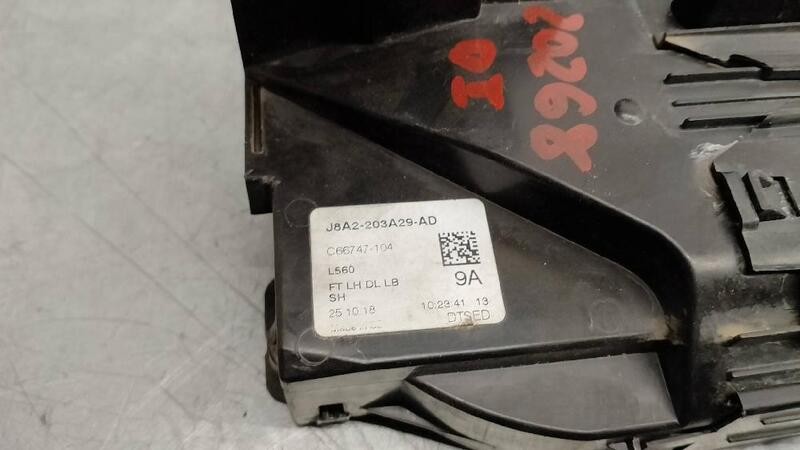 IO
89202
J8A2-203A29-AD
C66747-104
L560
9A
FT LH DL LB
SH
25.10.18 10:23:41 13
DTSED